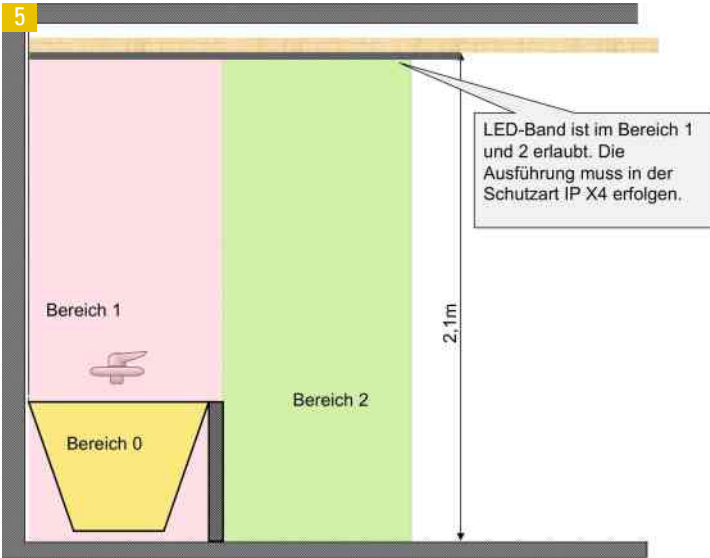 5
LED-Band ist im Bereich 1
und 2 erlaubt. Die
Ausführung muss in der
Schutzart IP X4 erfolgen.
Bereich 1
2,1m
Bereich 2
Bereich 0